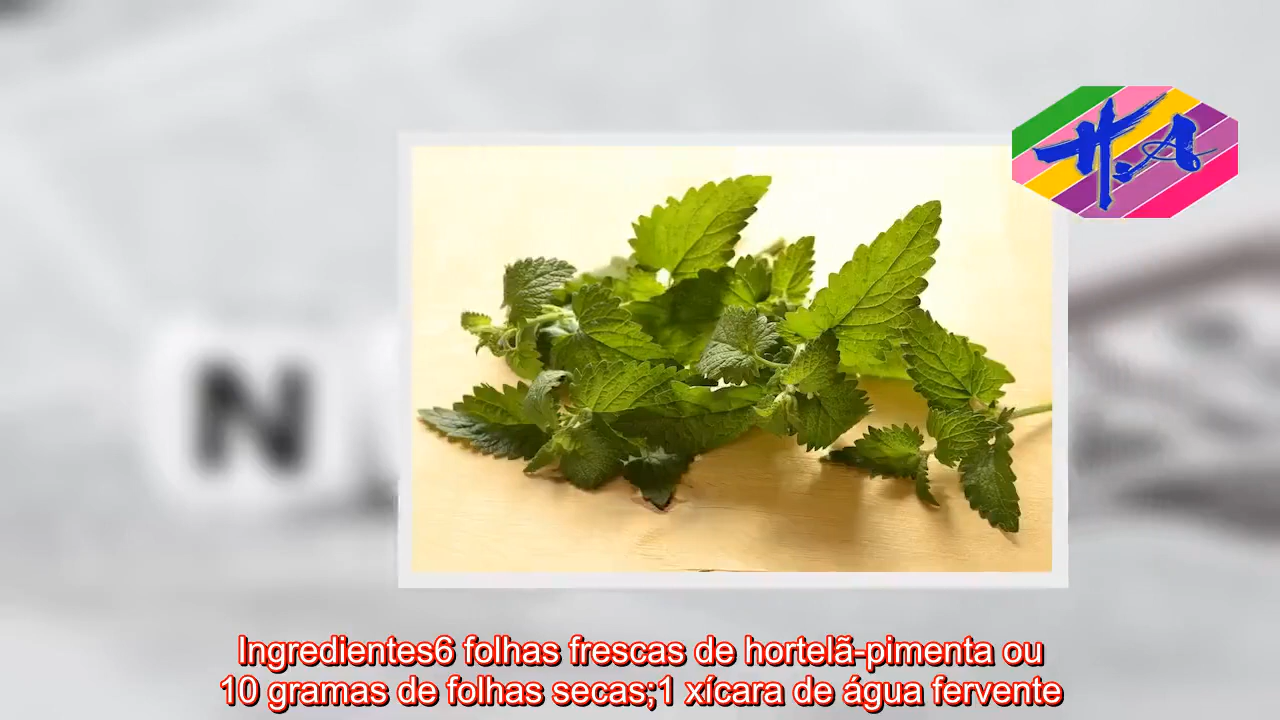 H.A
N
Ingredientes6 folhas frescas de hortelã-pimenta ou
10 gramas de folhas secas;1 xícara de água fervente